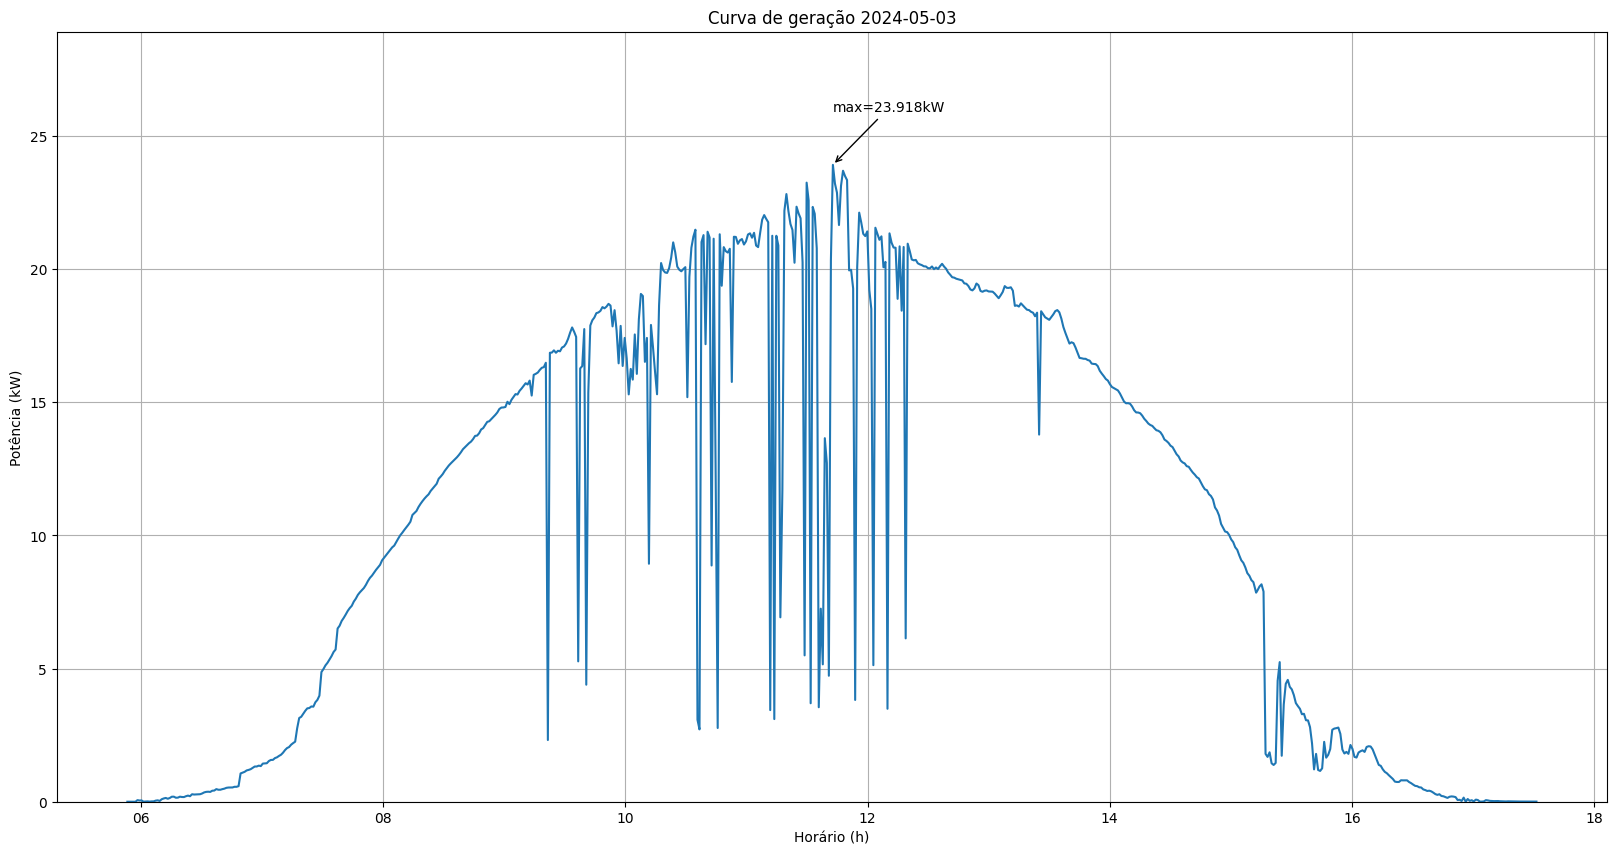 Curva de geração 2024-05-03
max=23.918kW
Potência (kW)
25
20
15
10
5
0
06 08 10 12 14 16 18
Horário (h)